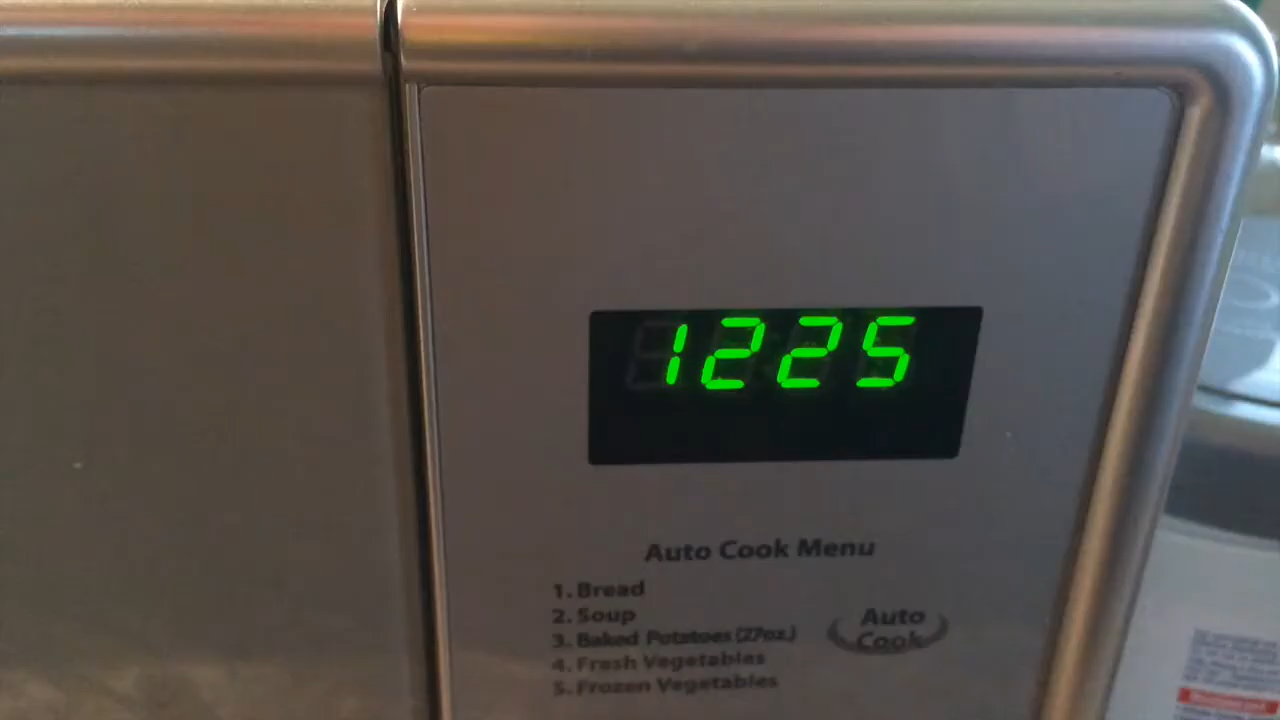 1225
Auto Cook Menu
1. Bread
2. Soup
3. Baked Potatoes (27oz.)
4. Fresh Vegetables
5. Frozen Vegetables
Auto
Cook